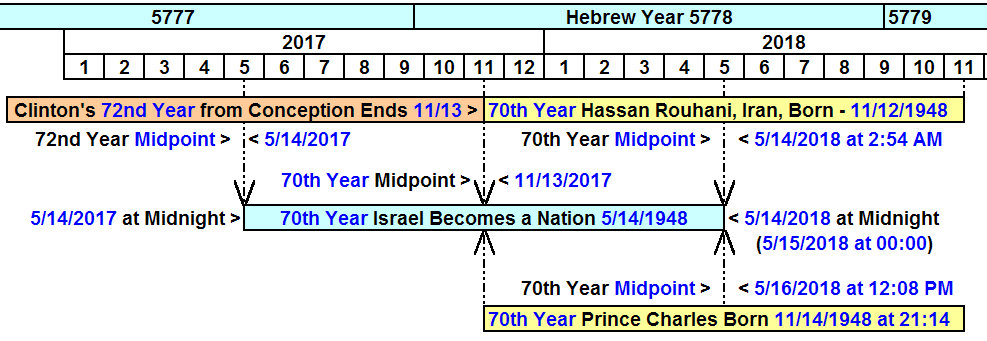 5777 Hebrew Year 5778 5779
2017 2018
1 2 3 4 5 6 7 8 9 10 11 12 1 2 3 4 5 6 7 8 9 10 11
Clinton's 72nd Year from Conception Ends 11/13 > 70th Year Hassan Rouhani, Iran, Born - 11/12/1948
72nd Year Midpoint > < 5/14/2017 70th Year Midpoint > < 5/14/2018 at 2:54 AM
70th Year Midpoint > < 11/13/2017
5/14/2017 at Midnight > 70th Year Israel Becomes a Nation 5/14/1948 < 5/14/2018 at Midnight
(5/15/2018 at 00:00)
70th Year Midpoint > < 5/16/2018 at 12:08 PM
70th Year Prince Charles Born 11/14/1948 at 21:14